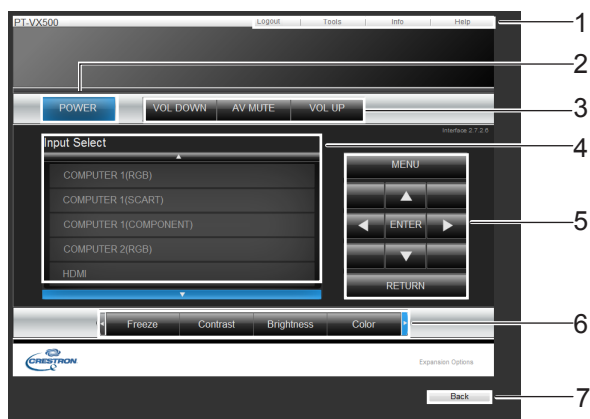 PT-VX500 Logout Tools Info Help 1
2
POWER VOL DOWN AV MUTE VOL UP 3
Interface 2.7.2.6
Input Select 4
COMPUTER 1(RGB)
COMPUTER 1(SCART)
COMPUTER 1(COMPONENT)
COMPUTER 2(RGB)
HDMI
MENU
ENTER 5
RETURN
Freeze Contrast Brightness Color 6
CRESTRON Expansion Options
Back 7